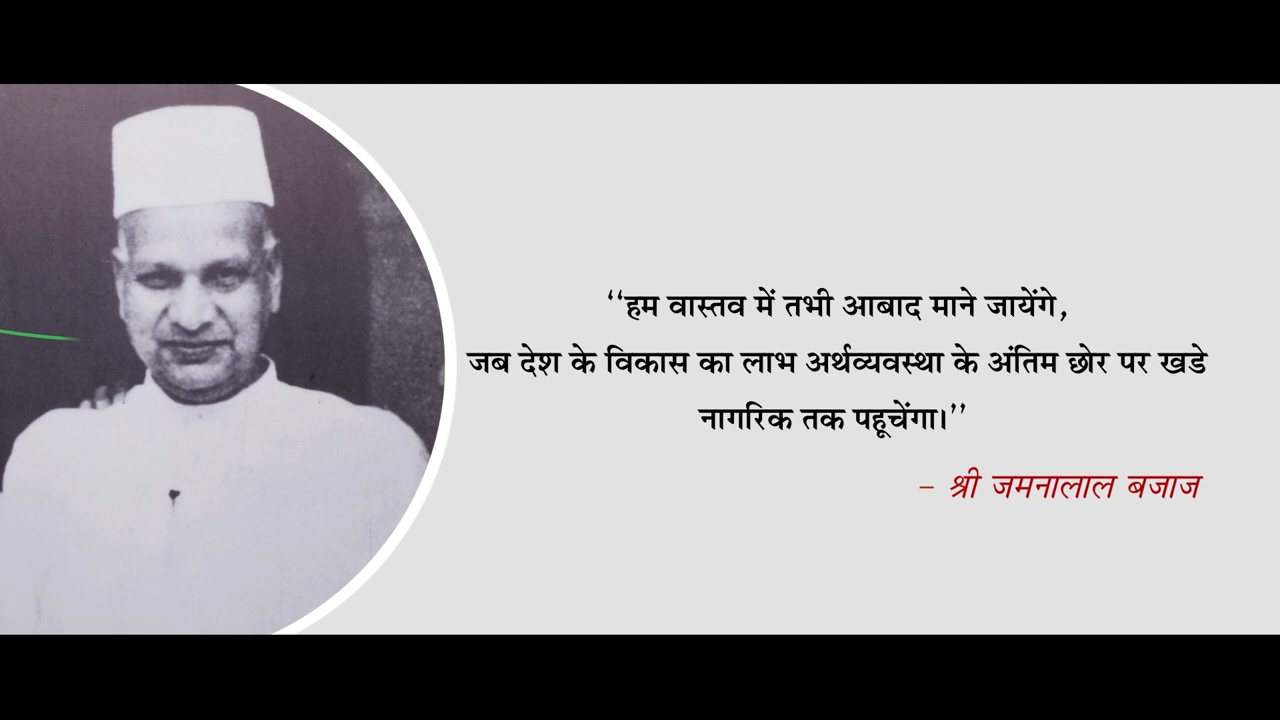 ‘‘हम वास्तव में तभी आबाद माने जायेंगे,
जब देश के विकास का लाभ अर्थव्यवस्था के अंतिम छोर पर खडे
नागरिक तक पहूचेंगा।’’
– श्री जमनालाल बजाज